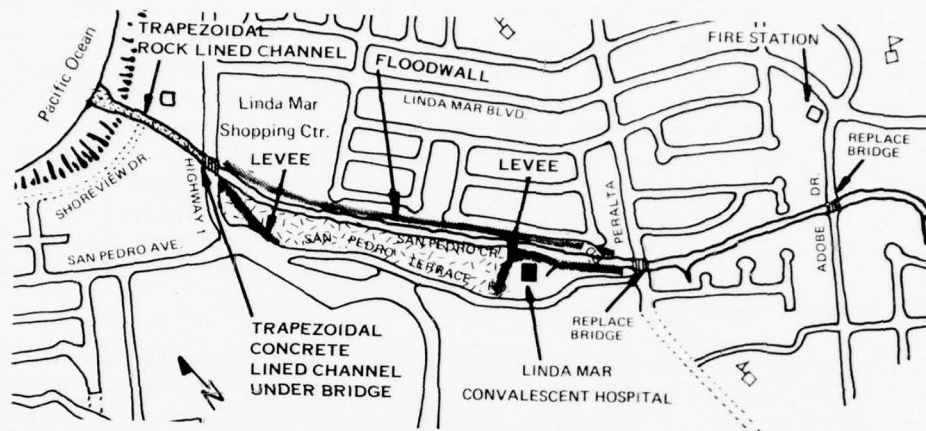 TRAPEZOIDAL
ROCK LINED CHANNEL
Pacific Ocean
FLOODWALL
FIRE STATION
Linda Mar
Shopping Ctr.
LINDA MAR BLVD.
LEVEE
LEVEE
REPLACE
BRIDGE
SHOREVIEW DR.
HIGHWAY 1
PERALTA
ADOBE DR.
SAN PEDRO AVE.
SAN PEDRO CR.
SAN PEDRO TERRACE
REPLACE
BRIDGE
TRAPEZOIDAL
CONCRETE
LINED CHANNEL
UNDER BRIDGE
N
LINDA MAR
CONVALESCENT HOSPITAL